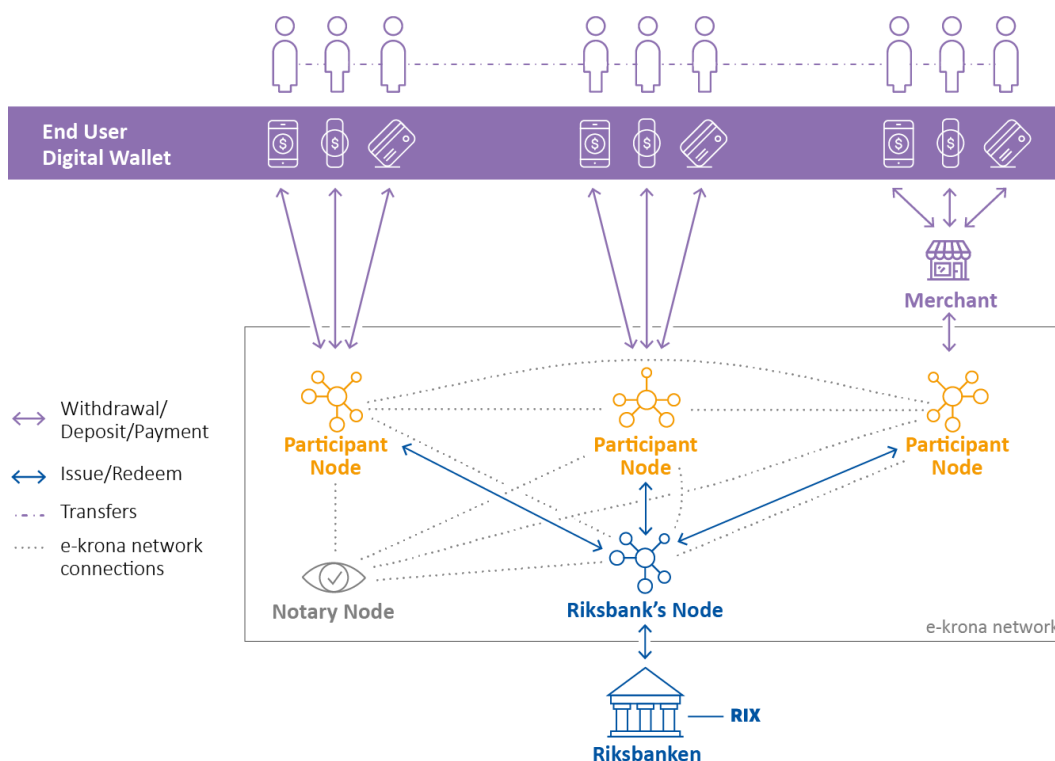 End User
Digital Wallet
Merchant
Withdrawal/
Deposit/Payment
Issue/Redeem
Transfers
e-krona network
connections
Participant
Node
Participant
Node
Participant
Node
Notary Node
Riksbank's Node
e-krona network
RIX
Riksbanken